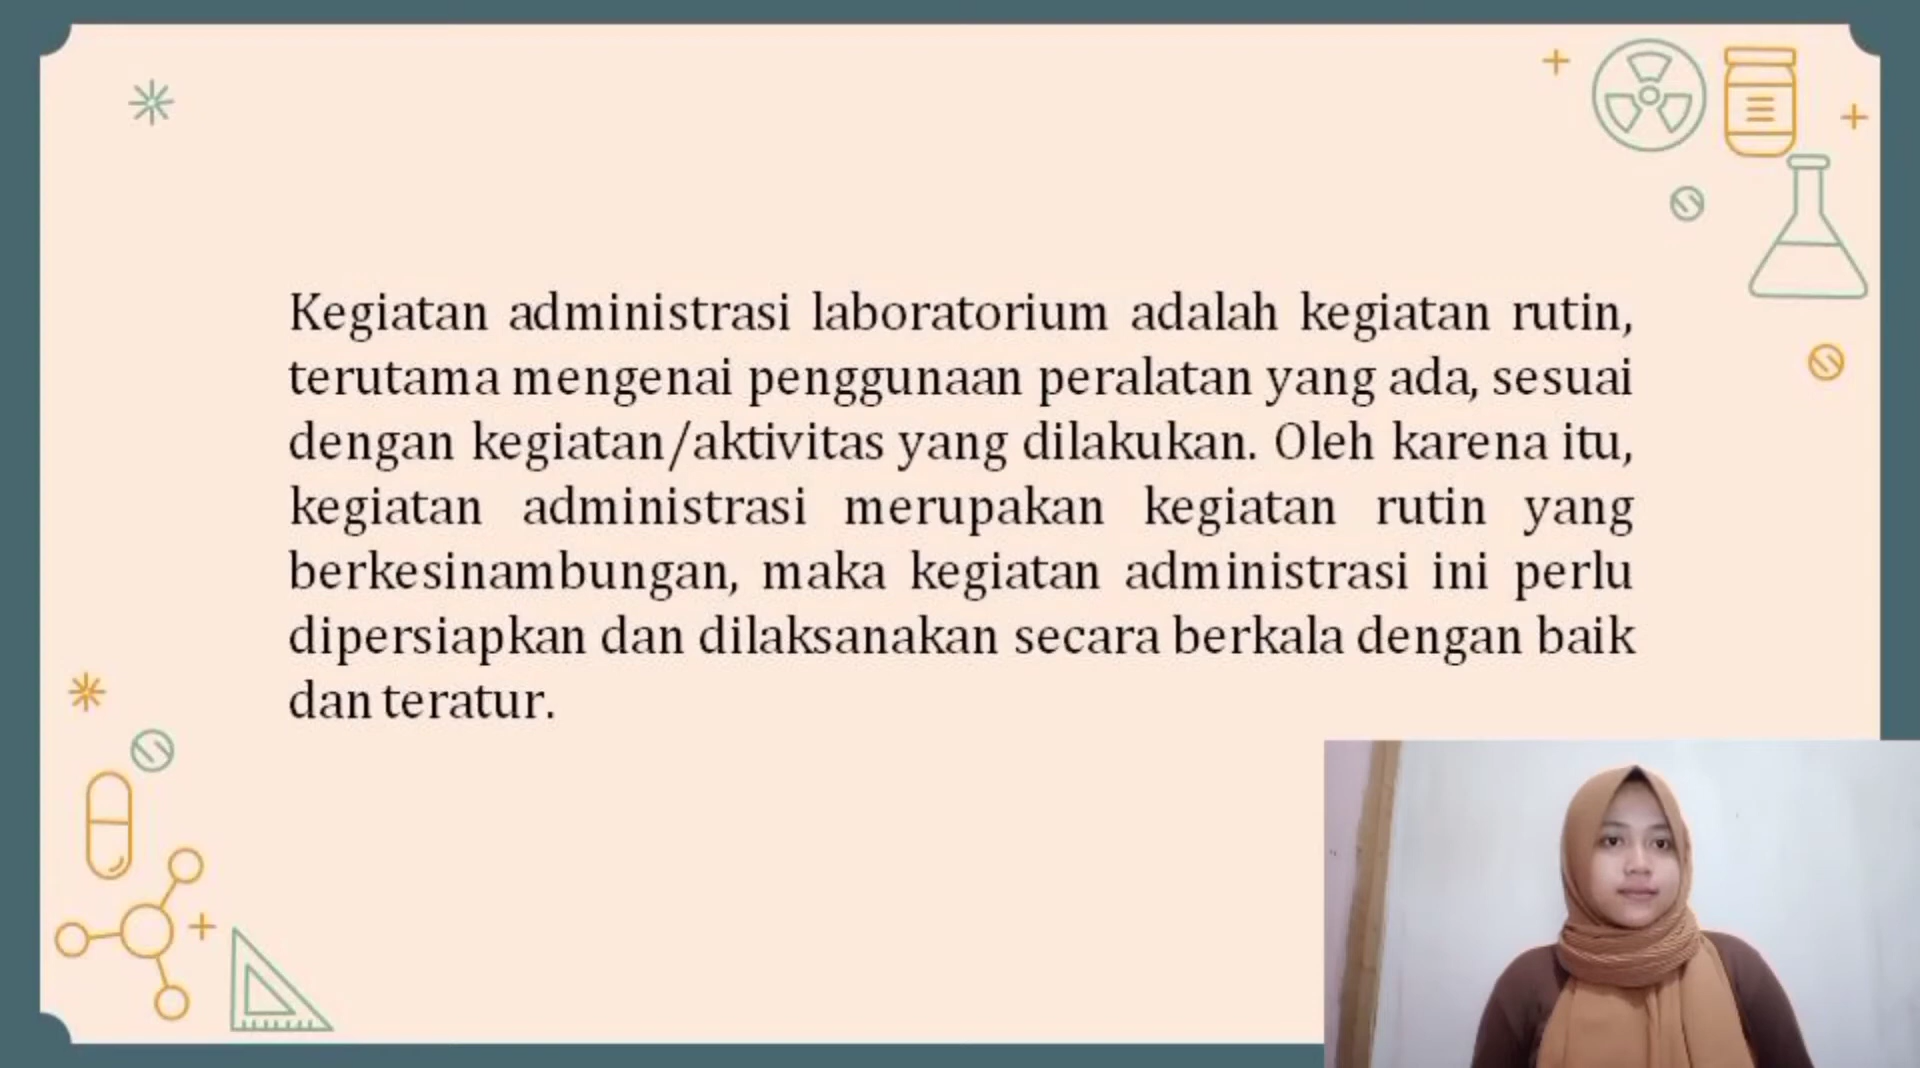 Kegiatan administrasi laboratorium adalah kegiatan rutin,
terutama mengenai penggunaan peralatan yang ada, sesuai
dengan kegiatan/aktivitas yang dilakukan. Oleh karena itu,
kegiatan administrasi merupakan kegiatan rutin yang
berkesinambungan, maka kegiatan administrasi ini perlu
dipersiapkan dan dilaksanakan secara berkala dengan baik
dan teratur.